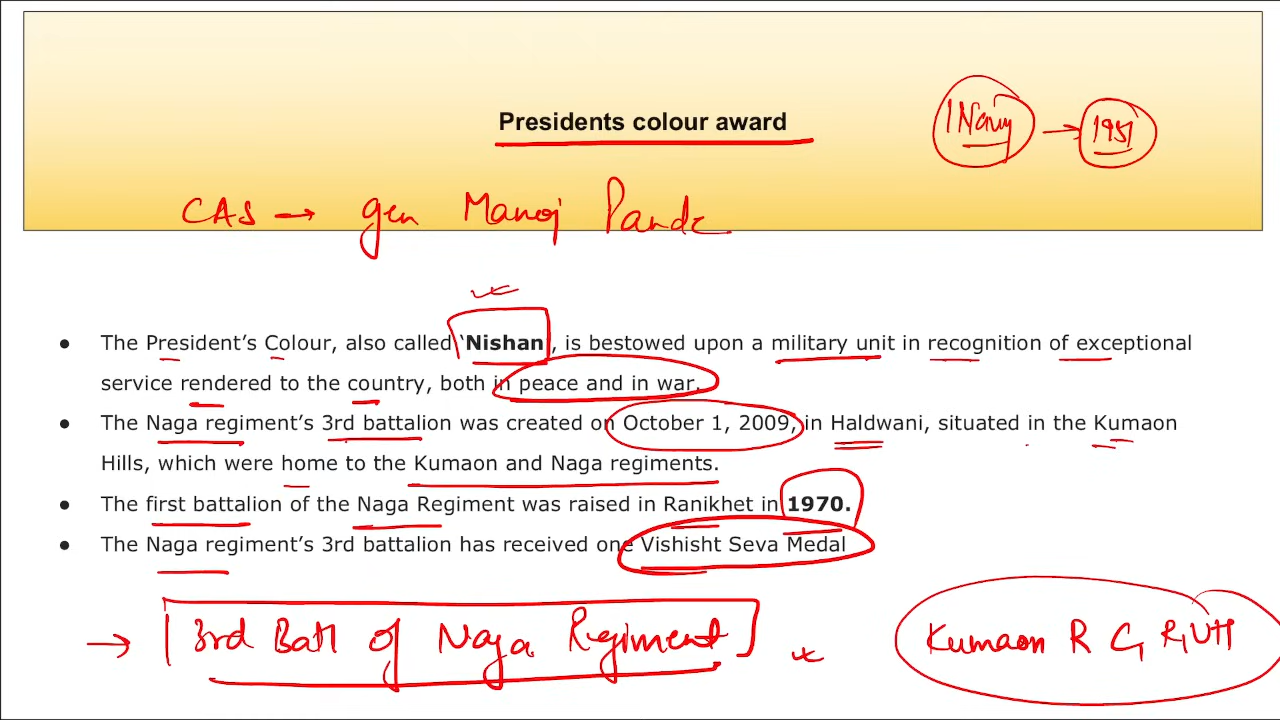 Presidents colour award
1 Navy → 1951
CAS → gen Manoj Pande
• The President's Colour, also called 'Nishan', is bestowed upon a military unit in recognition of exceptional
service rendered to the country, both in peace and in war.
• The Naga regiment's 3rd battalion was created on October 1, 2009, in Haldwani, situated in the Kumaon
Hills, which were home to the Kumaon and Naga regiments.
• The first battalion of the Naga Regiment was raised in Ranikhet in 1970.
• The Naga regiment's 3rd battalion has received one Vishisht Seva Medal
→ 3rd Batt of Naga Regiment
Kumaon R